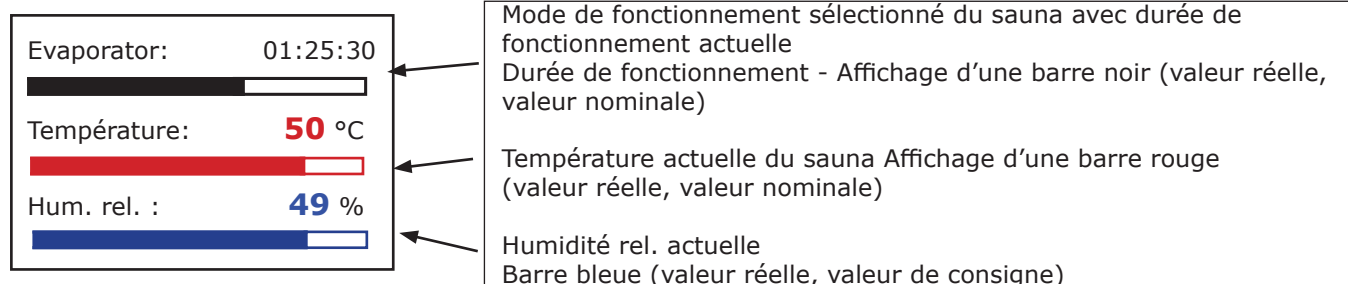 Evaporator: 01:25:30
Température: 50 °C
Hum. rel. : 49 %
Mode de fonctionnement sélectionné du sauna avec durée de
fonctionnement actuelle
Durée de fonctionnement - Affichage d'une barre noir (valeur réelle,
valeur nominale)
Température actuelle du sauna Affichage d'une barre rouge
(valeur réelle, valeur nominale)
Humidité rel. actuelle
Barre bleue (valeur réelle, valeur de consigne)